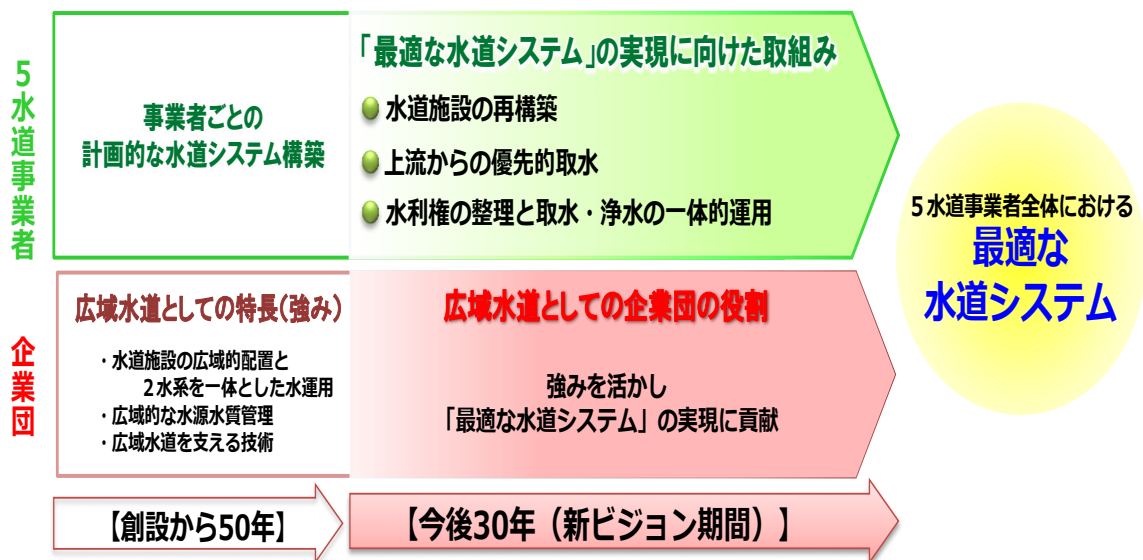 5水道事業者
事業者ごとの
計画的な水道システム構築
「最適な水道システム」の実現に向けた取組み
水道施設の再構築
上流からの優先的取水
水利権の整理と取水・浄水の一体的運用
企業団
広域水道としての特長(強み)
・水道施設の広域的配置と
2水系を一体とした水運用
・広域的な水源水質管理
・広域水道を支える技術
広域水道としての企業団の役割
強みを活かし
「最適な水道システム」の実現に貢献
5水道事業者全体における
最適な
水道システム
【創設から50年】
【今後30年（新ビジョン期間）】